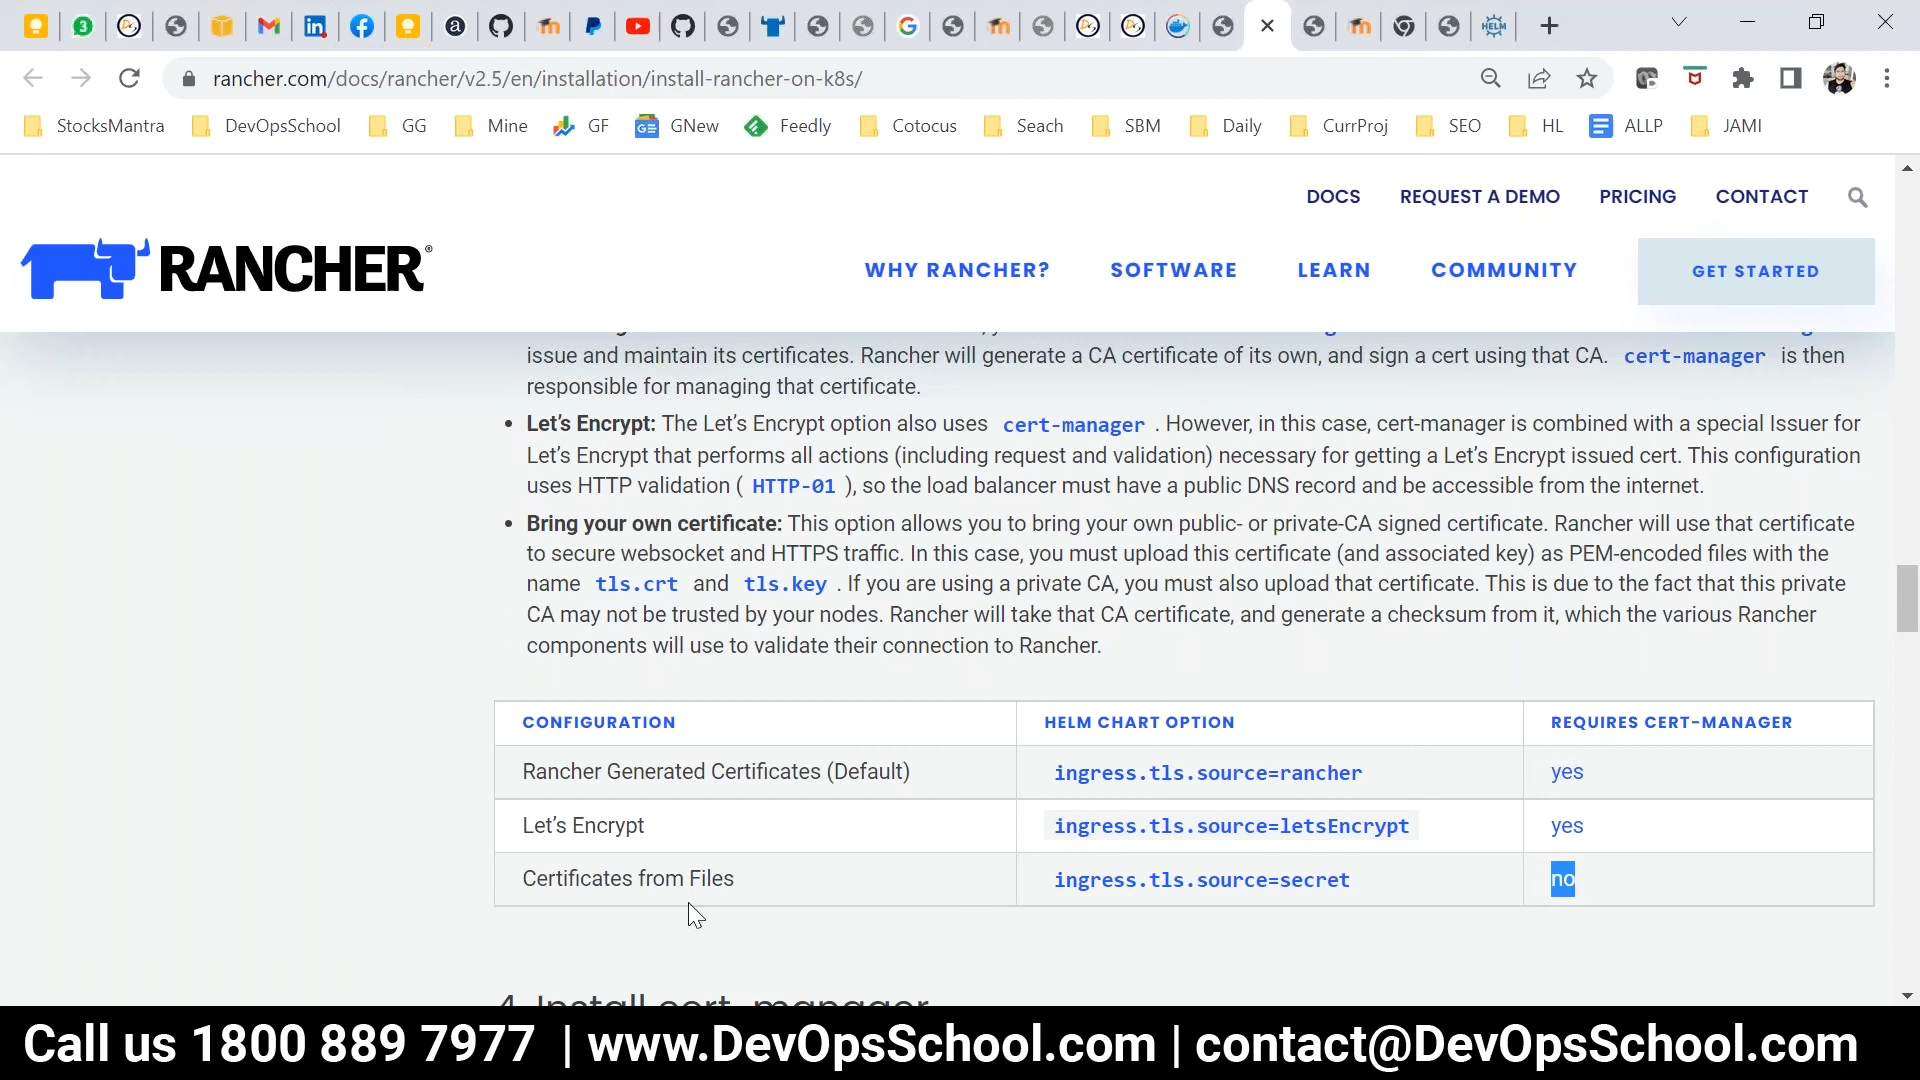 rancher.com/docs/rancher/v2.5/en/installation/install-rancher-on-k8s/
StocksMantra DevOpsSchool GG Mine GF GNew Feedly Cotocus Seach SBM Daily CurrProj SEO HL ALLP JAMI
DOCS REQUEST A DEMO PRICING CONTACT
RANCHER®
WHY RANCHER? SOFTWARE LEARN COMMUNITY GET STARTED
issue and maintain its certificates. Rancher will generate a CA certificate of its own, and sign a cert using that CA. cert-manager is then
responsible for managing that certificate.
• Let’s Encrypt: The Let’s Encrypt option also uses cert-manager . However, in this case, cert-manager is combined with a special Issuer for
Let’s Encrypt that performs all actions (including request and validation) necessary for getting a Let’s Encrypt issued cert. This configuration
uses HTTP validation ( HTTP-01 ), so the load balancer must have a public DNS record and be accessible from the internet.
• Bring your own certificate: This option allows you to bring your own public- or private-CA signed certificate. Rancher will use that certificate
to secure websocket and HTTPS traffic. In this case, you must upload this certificate (and associated key) as PEM-encoded files with the
name tls.crt and tls.key . If you are using a private CA, you must also upload that certificate. This is due to the fact that this private
CA may not be trusted by your nodes. Rancher will take that CA certificate, and generate a checksum from it, which the various Rancher
components will use to validate their connection to Rancher.
CONFIGURATION HELM CHART OPTION REQUIRES CERT-MANAGER
Rancher Generated Certificates (Default) ingress.tls.source=rancher yes
Let’s Encrypt ingress.tls.source=letsEncrypt yes
Certificates from Files ingress.tls.source=secret no
4. Install cert-manager
Call us 1800 889 7977 | www.DevOpsSchool.com | contact@DevOpsSchool.com